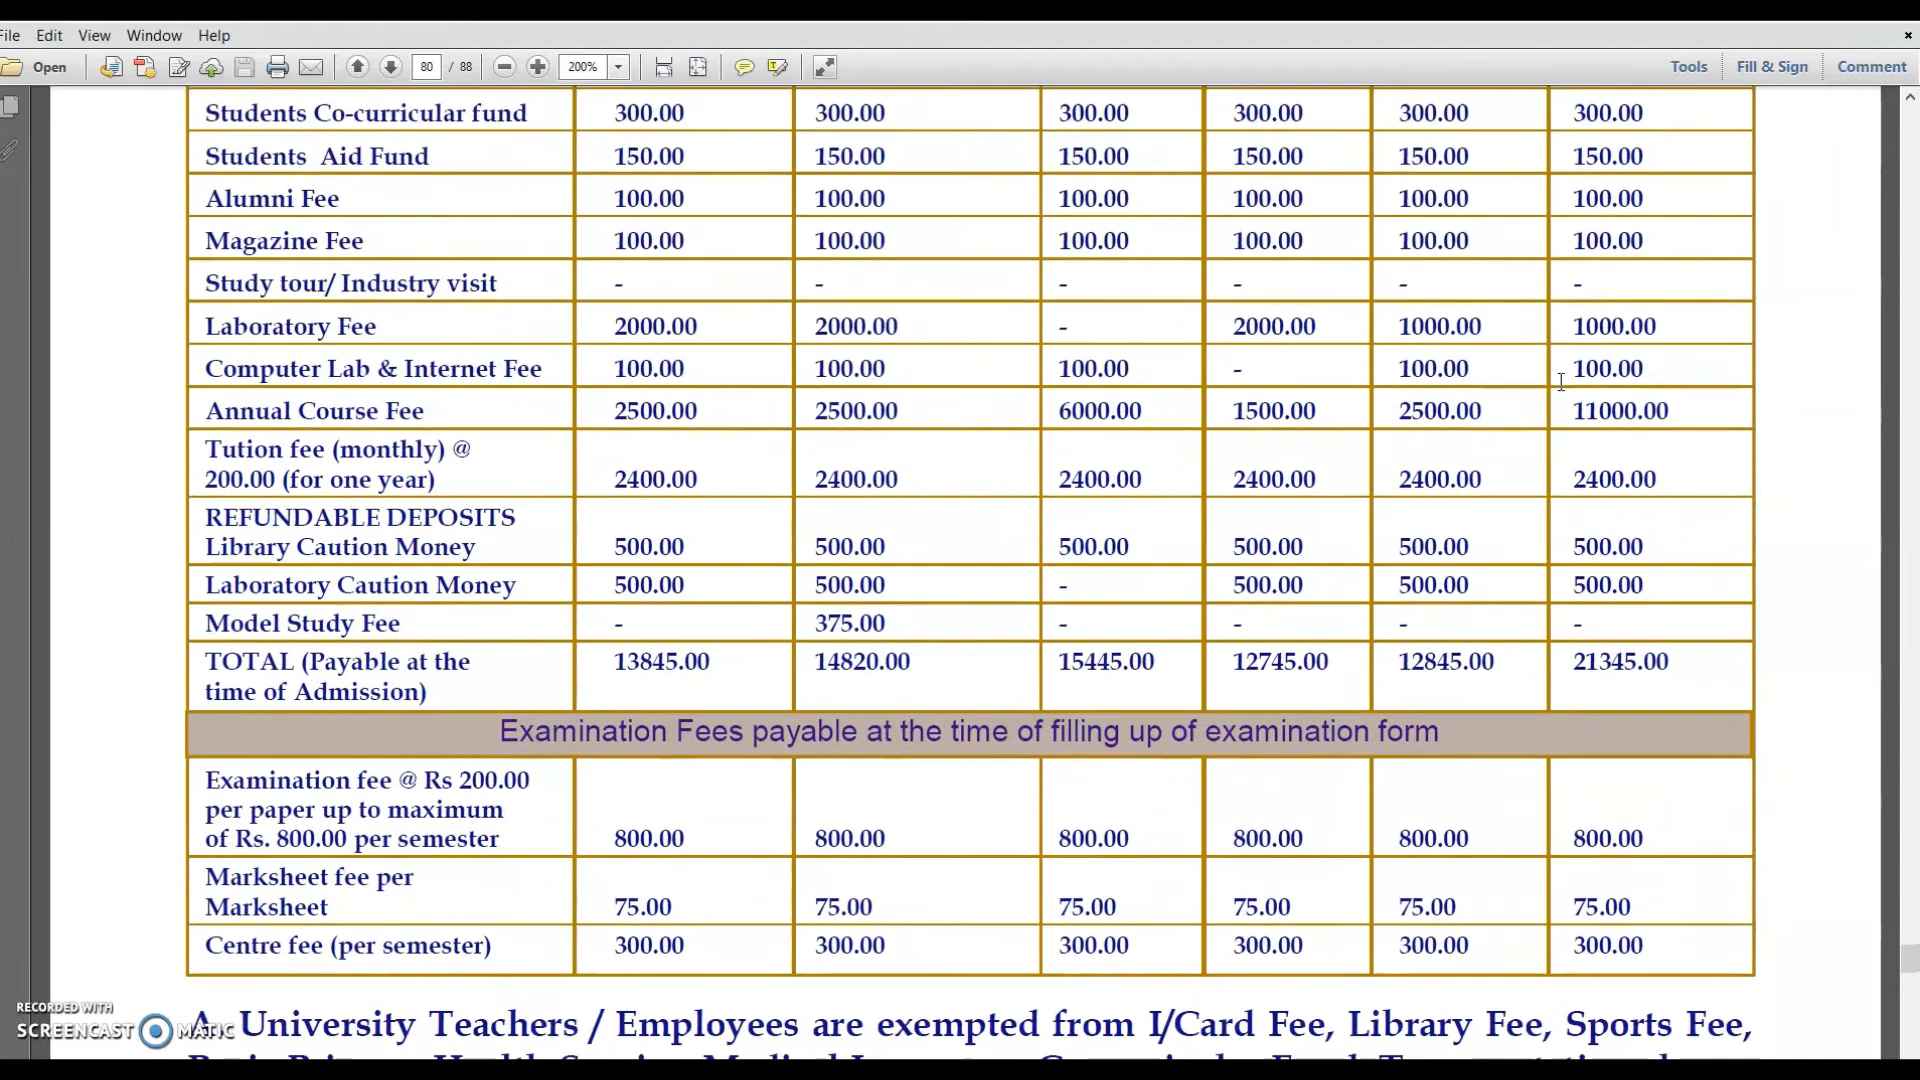 File Edit View Window Help ×
Open 80 / 88 200% Tools Fill & Sign Comment
Students Co-curricular fund 300.00 300.00 300.00 300.00 300.00 300.00
Students Aid Fund 150.00 150.00 150.00 150.00 150.00 150.00
Alumni Fee 100.00 100.00 100.00 100.00 100.00 100.00
Magazine Fee 100.00 100.00 100.00 100.00 100.00 100.00
Study tour/ Industry visit - - - - - -
Laboratory Fee 2000.00 2000.00 - 2000.00 1000.00 1000.00
Computer Lab & Internet Fee 100.00 100.00 100.00 - 100.00 100.00
Annual Course Fee 2500.00 2500.00 6000.00 1500.00 2500.00 11000.00
Tution fee (monthly) @
200.00 (for one year) 2400.00 2400.00 2400.00 2400.00 2400.00 2400.00
REFUNDABLE DEPOSITS
Library Caution Money 500.00 500.00 500.00 500.00 500.00 500.00
Laboratory Caution Money 500.00 500.00 - 500.00 500.00 500.00
Model Study Fee - 375.00 - - - -
TOTAL (Payable at the 13845.00 14820.00 15445.00 12745.00 12845.00 21345.00
time of Admission)
Examination Fees payable at the time of filling up of examination form
Examination fee @ Rs 200.00
per paper up to maximum
of Rs. 800.00 per semester 800.00 800.00 800.00 800.00 800.00 800.00
Marksheet fee per
Marksheet 75.00 75.00 75.00 75.00 75.00 75.00
Centre fee (per semester) 300.00 300.00 300.00 300.00 300.00 300.00
RECORDED WITH
SCREENCAST MATIC
University Teachers / Employees are exempted from I/Card Fee, Library Fee, Sports Fee,